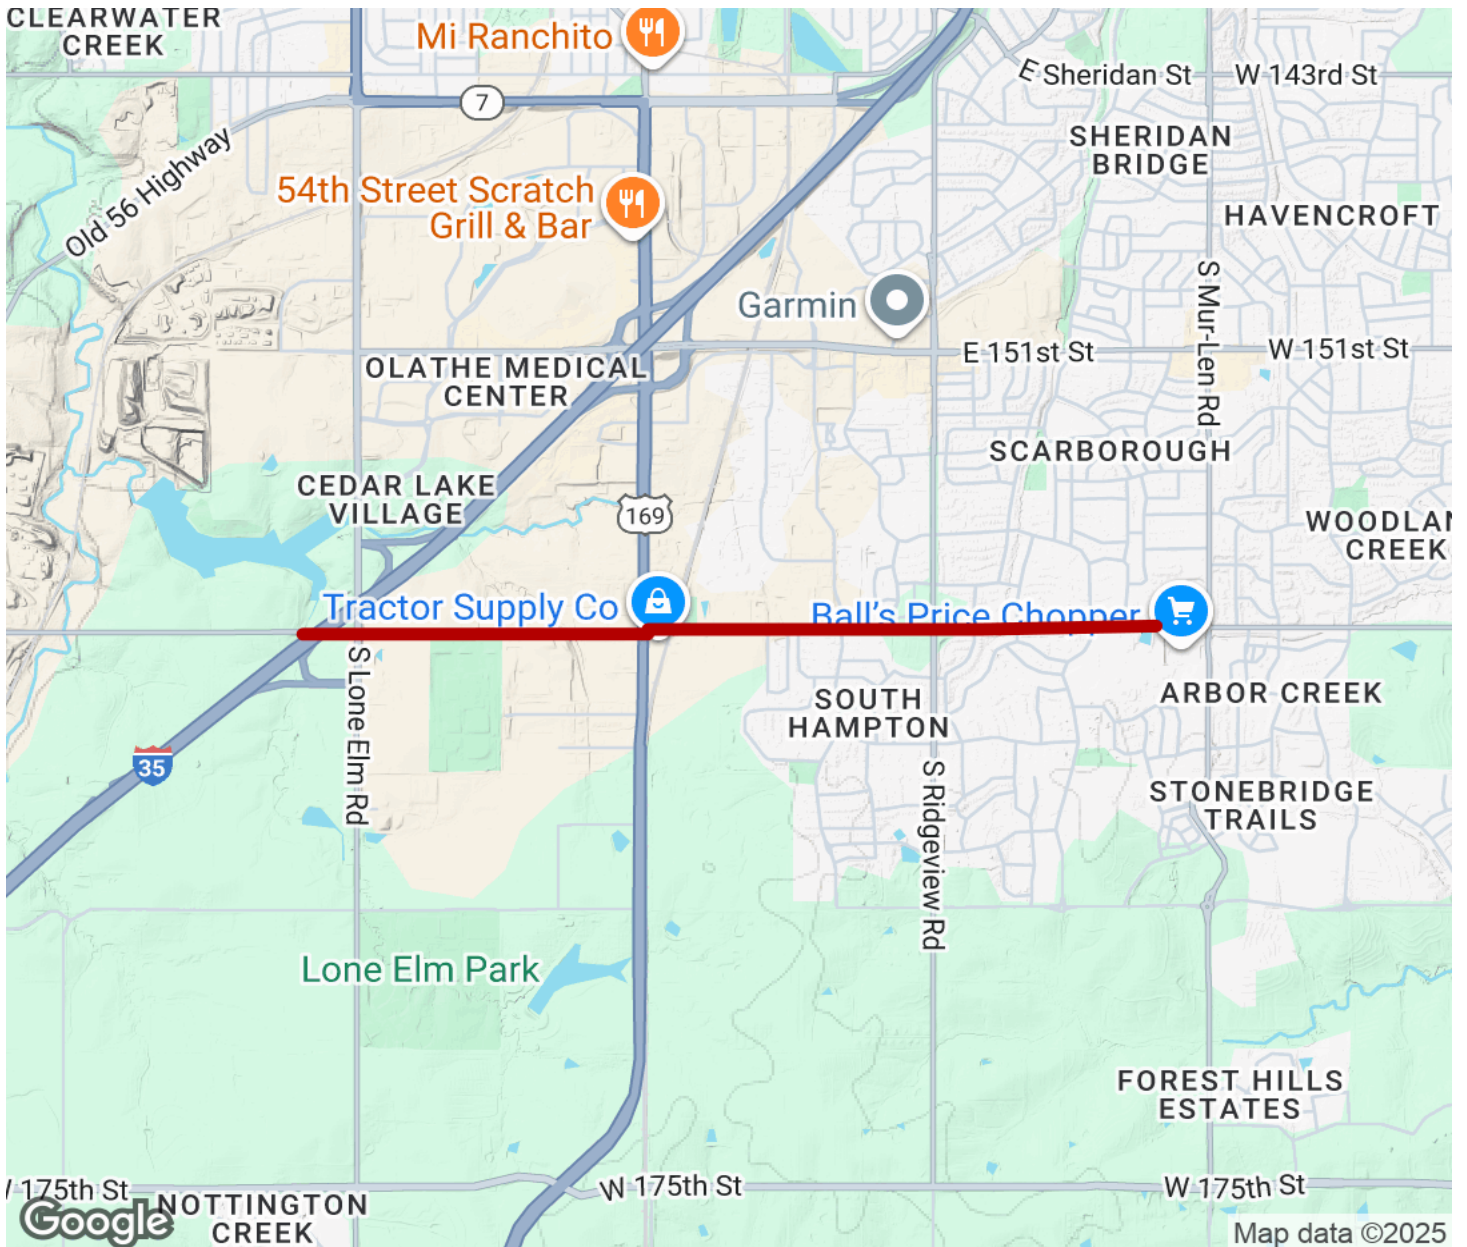 CLEARWATER
CREEK
Mi Ranchito
7
E Sheridan St
W 143rd St
SHERIDAN
BRIDGE
Old 56 Highway
54th Street Scratch
Grill & Bar
HAVENCROFT
S Mur-Len Rd
Garmin
E 151st St
W 151st St
OLATHE MEDICAL
CENTER
SCARBOROUGH
CEDAR LAKE
VILLAGE
169
WOODLAN
CREEK
Tractor Supply Co
Ball's Price Chopper
S Lone Elm Rd
SOUTH
HAMPTON
ARBOR CREEK
35
S Ridgeview Rd
STONEBRIDGE
TRAILS
Lone Elm Park
FOREST HILLS
ESTATES
175th St
W 175th St
W 175th St
NOTTINGTON
CREEK
Google
Map data ©2025